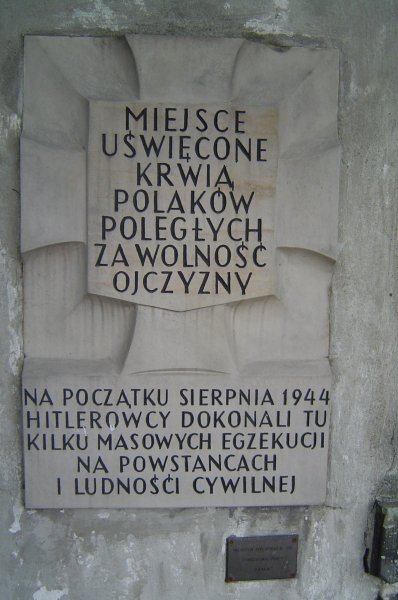 MIEJSCE
UŚWIĘCONE
KRWIĄ
POLAKÓW
POLEGŁYCH
ZA WOLNOŚĆ
OJCZYZNY
NA POCZĄTKU SIERPNIA 1944
HITLEROWCY DOKONALI TU
KILKU MASOWYCH EGZEKUCJI
NA POWSTAŃCACH
I LUDNOŚCI CYWILNEJ